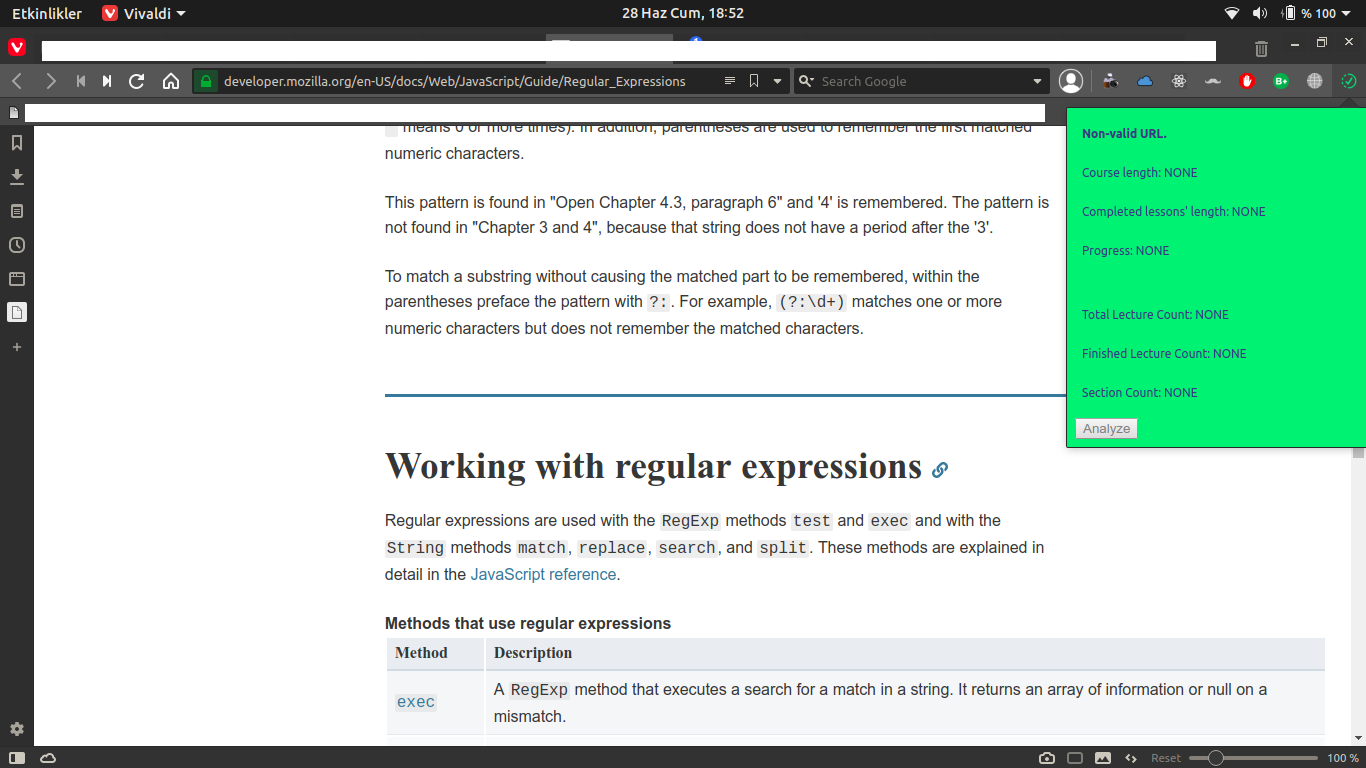 Etkinlikler Vivaldi 28 Haz Cum, 18:52 % 100
developer.mozilla.org/en-US/docs/Web/JavaScript/Guide/Regular_Expressions Search Google B+
means 0 or more times). In addition, parentheses are used to remember the first matched
numeric characters.
This pattern is found in "Open Chapter 4.3, paragraph 6" and '4' is remembered. The pattern is
not found in "Chapter 3 and 4", because that string does not have a period after the '3'.
To match a substring without causing the matched part to be remembered, within the
parentheses preface the pattern with ?:. For example, (?:\d+) matches one or more
numeric characters but does not remember the matched characters.
Working with regular expressions
Regular expressions are used with the RegExp methods test and exec and with the
String methods match, replace, search, and split. These methods are explained in
detail in the JavaScript reference.
Methods that use regular expressions
Method Description
exec A RegExp method that executes a search for a match in a string. It returns an array of information or null on a
mismatch.
Non-valid URL.
Course length: NONE
Completed lessons' length: NONE
Progress: NONE
Total Lecture Count: NONE
Finished Lecture Count: NONE
Section Count: NONE
Analyze
Reset 100 %